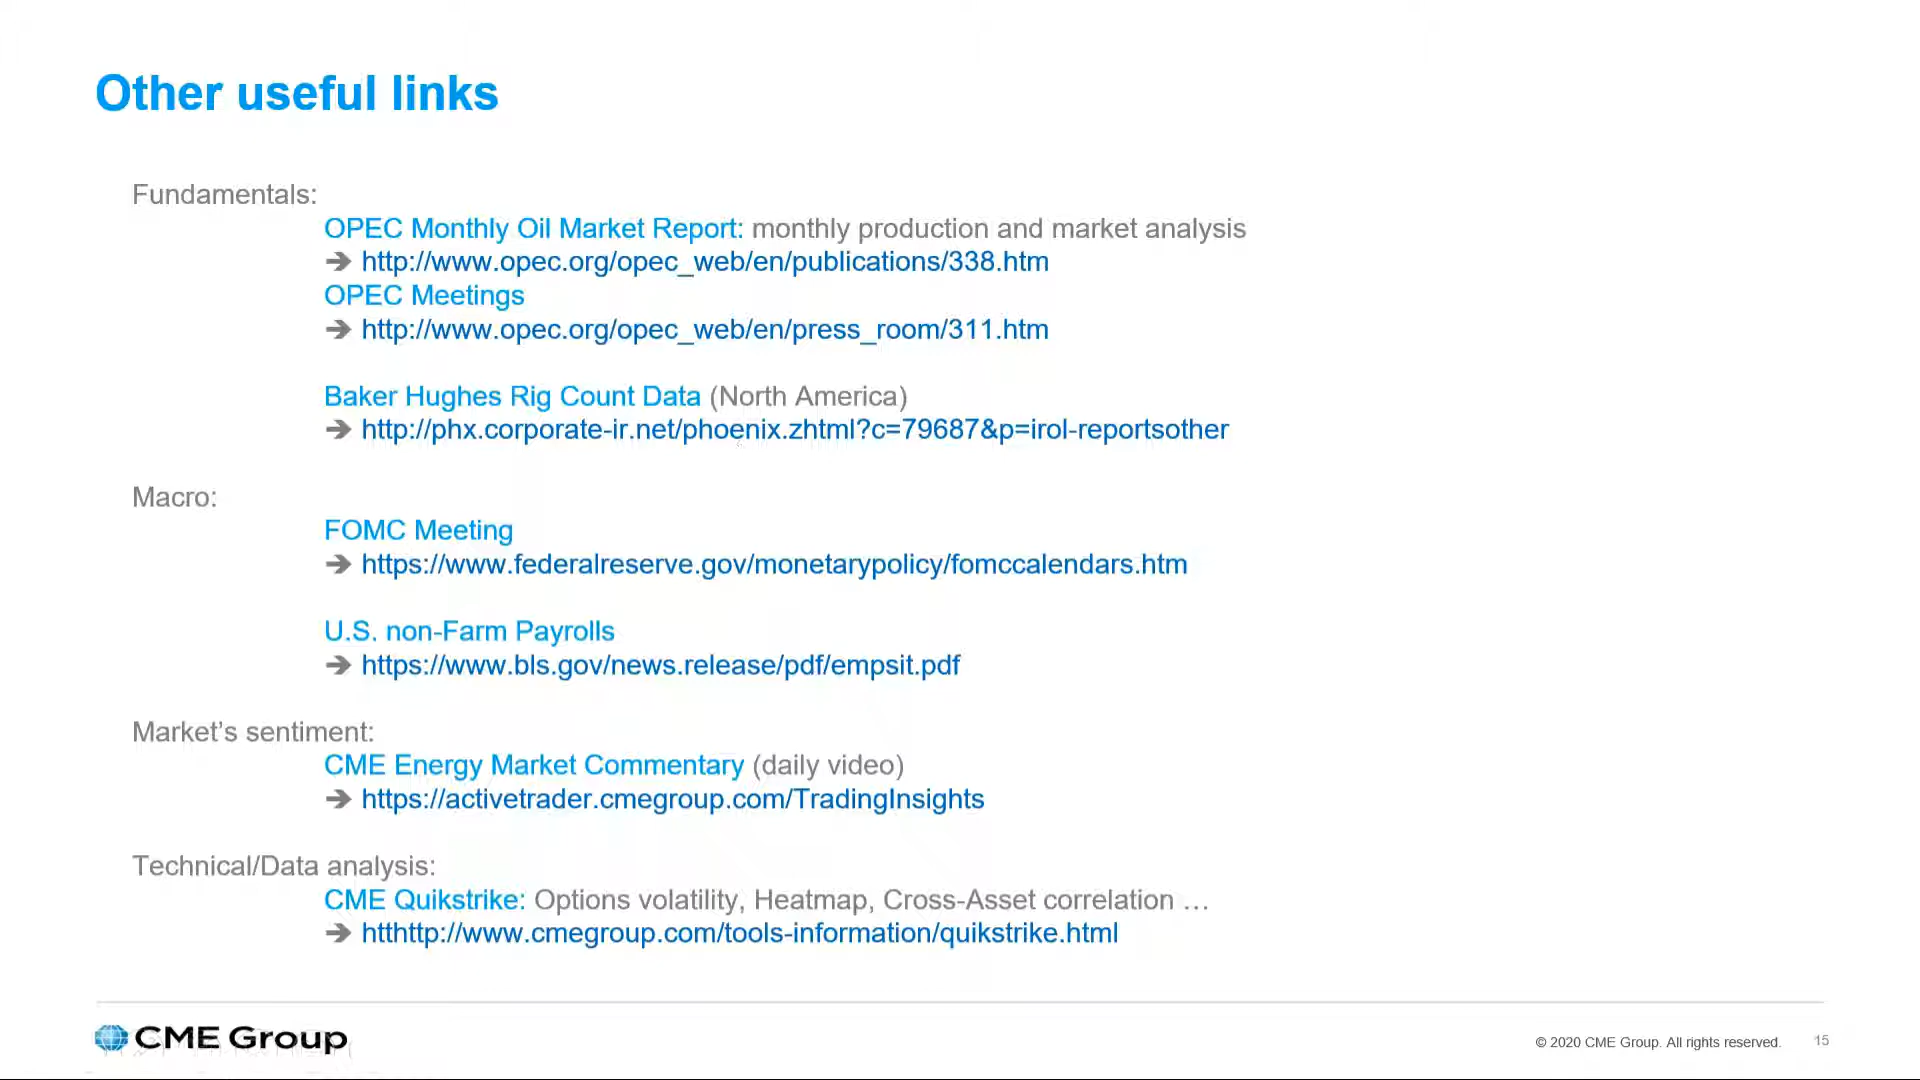 Other useful links
Fundamentals:
OPEC Monthly Oil Market Report: monthly production and market analysis
➔ http://www.opec.org/opec_web/en/publications/338.htm
OPEC Meetings
➔ http://www.opec.org/opec_web/en/press_room/311.htm
Baker Hughes Rig Count Data (North America)
➔ http://phx.corporate-ir.net/phoenix.zhtml?c=79687&p=irol-reportsother
Macro:
FOMC Meeting
➔ https://www.federalreserve.gov/monetarypolicy/fomccalendars.htm
U.S. non-Farm Payrolls
➔ https://www.bls.gov/news.release/pdf/empsit.pdf
Market’s sentiment:
CME Energy Market Commentary (daily video)
➔ https://activetrader.cmegroup.com/TradingInsights
Technical/Data analysis:
CME Quikstrike: Options volatility, Heatmap, Cross-Asset correlation …
➔ htthttp://www.cmegroup.com/tools-information/quikstrike.html
CME Group
© 2020 CME Group. All rights reserved. 15